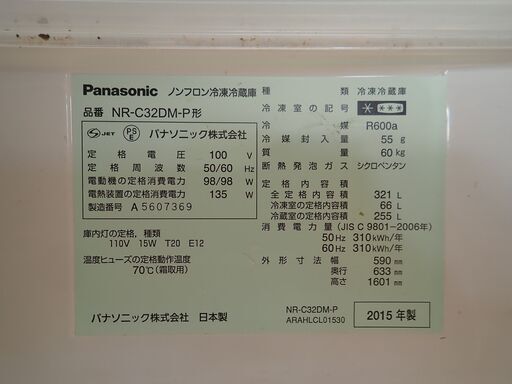 Panasonic ノンフロン冷凍冷蔵庫
品番 NR-C32DM-P形
JET PSE パナソニック株式会社
定格電圧 100 V
定格周波数 50/60 Hz
電動機の定格消費電力 98/98 W
電熱装置の定格消費電力 135 W
製造番号 A 5607369
庫内灯の定格、種類
110V 15W T20 E12
温度ヒューズの定格動作温度
70℃(霜取用)
パナソニック株式会社 日本製
種類 冷凍冷蔵庫
冷凍室の記号
冷媒 R600a
冷媒封入量 55 g
質量 60 kg
断熱発泡ガス シクロペンタン
定格内容積
全定格内容積 321 L
冷凍室の定格内容積 66 L
冷蔵室の定格内容積 255 L
消費電力量(JIS C 9801-2006年)
50Hz 310kWh/年
60Hz 310kWh/年
外形寸法 幅 590 mm
奥行 633 mm
高さ 1601 mm
NR-C32DM-P
ARAHLCL01530
2015年製